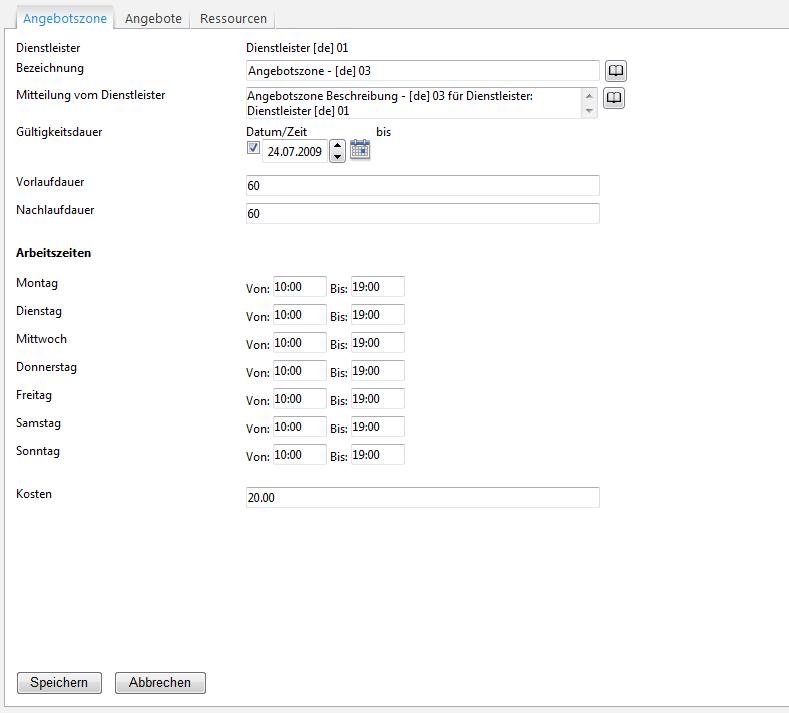 Angebotszone Angebote Ressourcen
Dienstleister Dienstleister [de] 01
Bezeichnung Angebotszone - [de] 03
Mitteilung vom Dienstleister Angebotszone Beschreibung - [de] 03 für Dienstleister:
Dienstleister [de] 01
Gültigkeitsdauer Datum/Zeit bis
24.07.2009
Vorlaufdauer 60
Nachlaufdauer 60
Arbeitszeiten
Montag Von: 10:00 Bis: 19:00
Dienstag Von: 10:00 Bis: 19:00
Mittwoch Von: 10:00 Bis: 19:00
Donnerstag Von: 10:00 Bis: 19:00
Freitag Von: 10:00 Bis: 19:00
Samstag Von: 10:00 Bis: 19:00
Sonntag Von: 10:00 Bis: 19:00
Kosten 20.00
Speichern Abbrechen